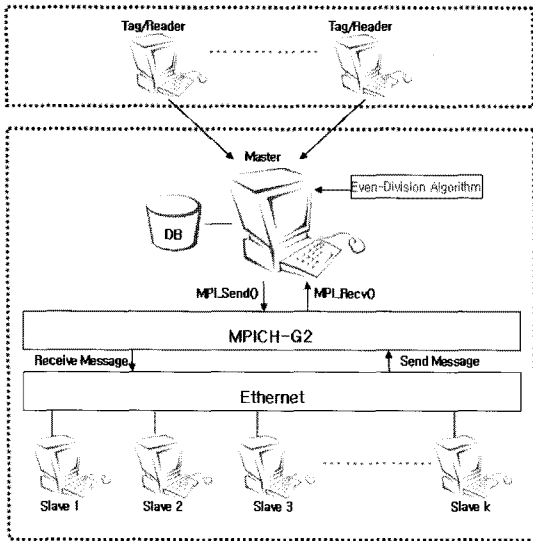 Tag/Reader
Tag/Reader
Master
Even-Division Algorithm
DB
MPI_Send()
MPI_Recv()
MPICH-G2
Receive Message
Send Message
Ethernet
Slave 1
Slave 2
Slave 3
Slave k